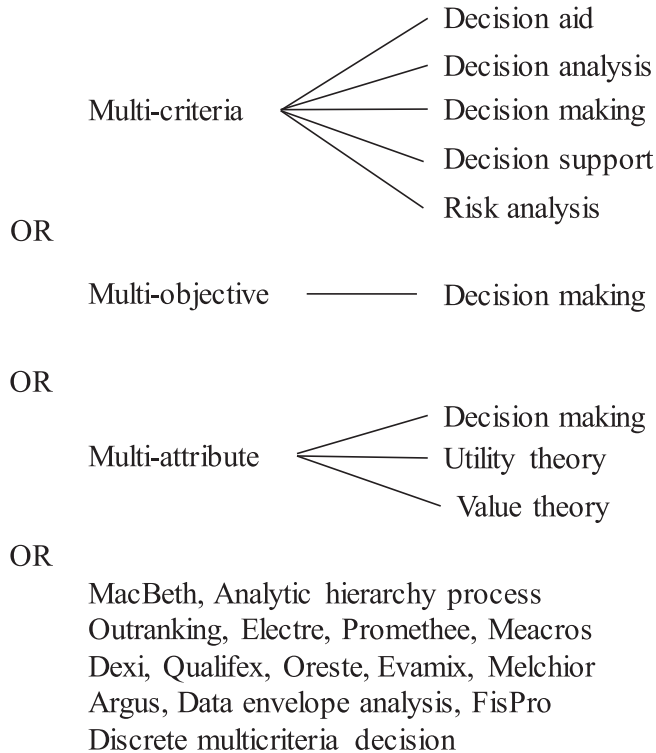 Decision aid
Decision analysis
Multi-criteria Decision making
Decision support
Risk analysis
OR
Multi-objective Decision making
OR
Decision making
Multi-attribute Utility theory
Value theory
OR
MacBeth, Analytic hierarchy process
Outranking, Electre, Promethee, Meacros
Dexi, Qualifex, Oreste, Evamix, Melchior
Argus, Data envelope analysis, FisPro
Discrete multicriteria decision